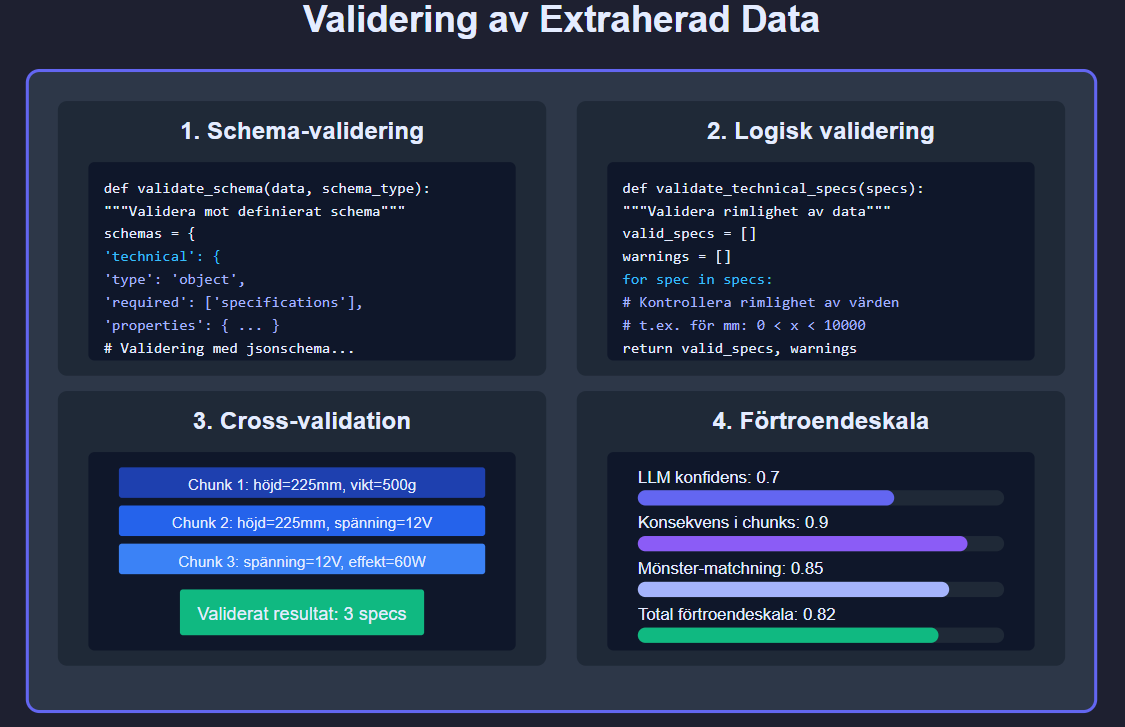 Validering av Extraherad Data
1. Schema-validering
def validate_schema(data, schema_type):
"""Validera mot definierat schema"""
schemas = {
'technical': {
'type': 'object',
'required': ['specifications'],
'properties': { ... }
# Validering med jsonschema...
2. Logisk validering
def validate_technical_specs(specs):
"""Validera rimlighet av data"""
valid_specs = []
warnings = []
for spec in specs:
# Kontrollera rimlighet av värden
# t.ex. för mm: 0 < x < 10000
return valid_specs, warnings
3. Cross-validation
Chunk 1: höjd=225mm, vikt=500g
Chunk 2: höjd=225mm, spänning=12V
Chunk 3: spänning=12V, effekt=60W
Validerat resultat: 3 specs
4. Förtroendeskala
LLM konfidens: 0.7
Konsekvens i chunks: 0.9
Mönster-matchning: 0.85
Total förtroendeskala: 0.82